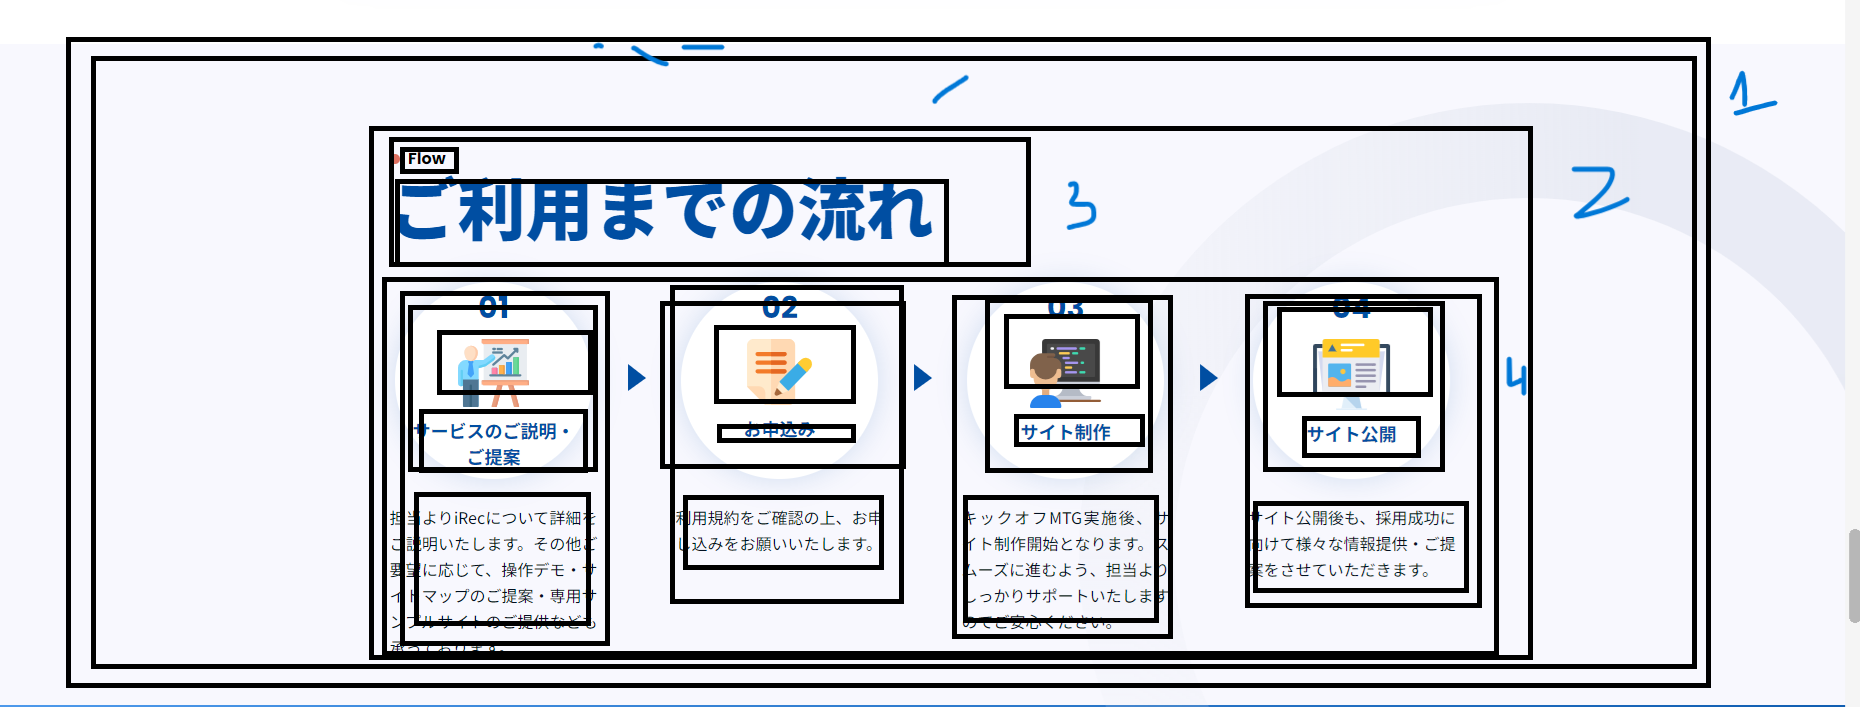 1
2
Flow
ご利用までの流れ
3
01
02
03
04
4
サービスのご説明・
ご提案
お申込み
サイト制作
サイト公開
担当よりiRecについて詳細を
ご説明いたします。その他ご
要望に応じて、操作デモ・サ
イトマップのご提案・専用サ
ンプルサイトのご提供なども
承っております。
利用規約をご確認の上、お申
し込みをお願いいたします。
キックオフMTG実施後、サ
イト制作開始となります。ス
ムーズに進むよう、担当より
しっかりサポートいたします
のでご安心ください。
サイト公開後も、採用成功に
向けて様々な情報提供・ご提
案をさせていただきます。